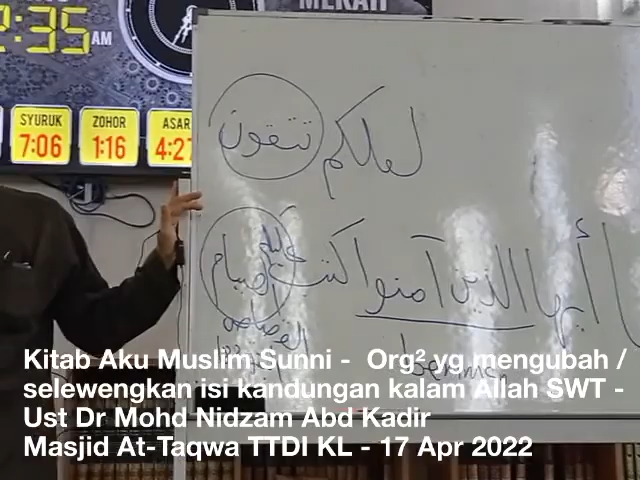 2:35 AM
MERAH
SYURUK ZOHOR ASAR
7:06 1:16 4:27
لعلكم تتقون
يا أيها الذين آمنوا كتب عليكم الصيام
beriman
Kitab Aku Muslim Sunni - Org² yg mengubah /
selewengkan isi kandungan kalam Allah SWT -
Ust Dr Mohd Nidzam Abd Kadir
Masjid At-Taqwa TTDI KL - 17 Apr 2022